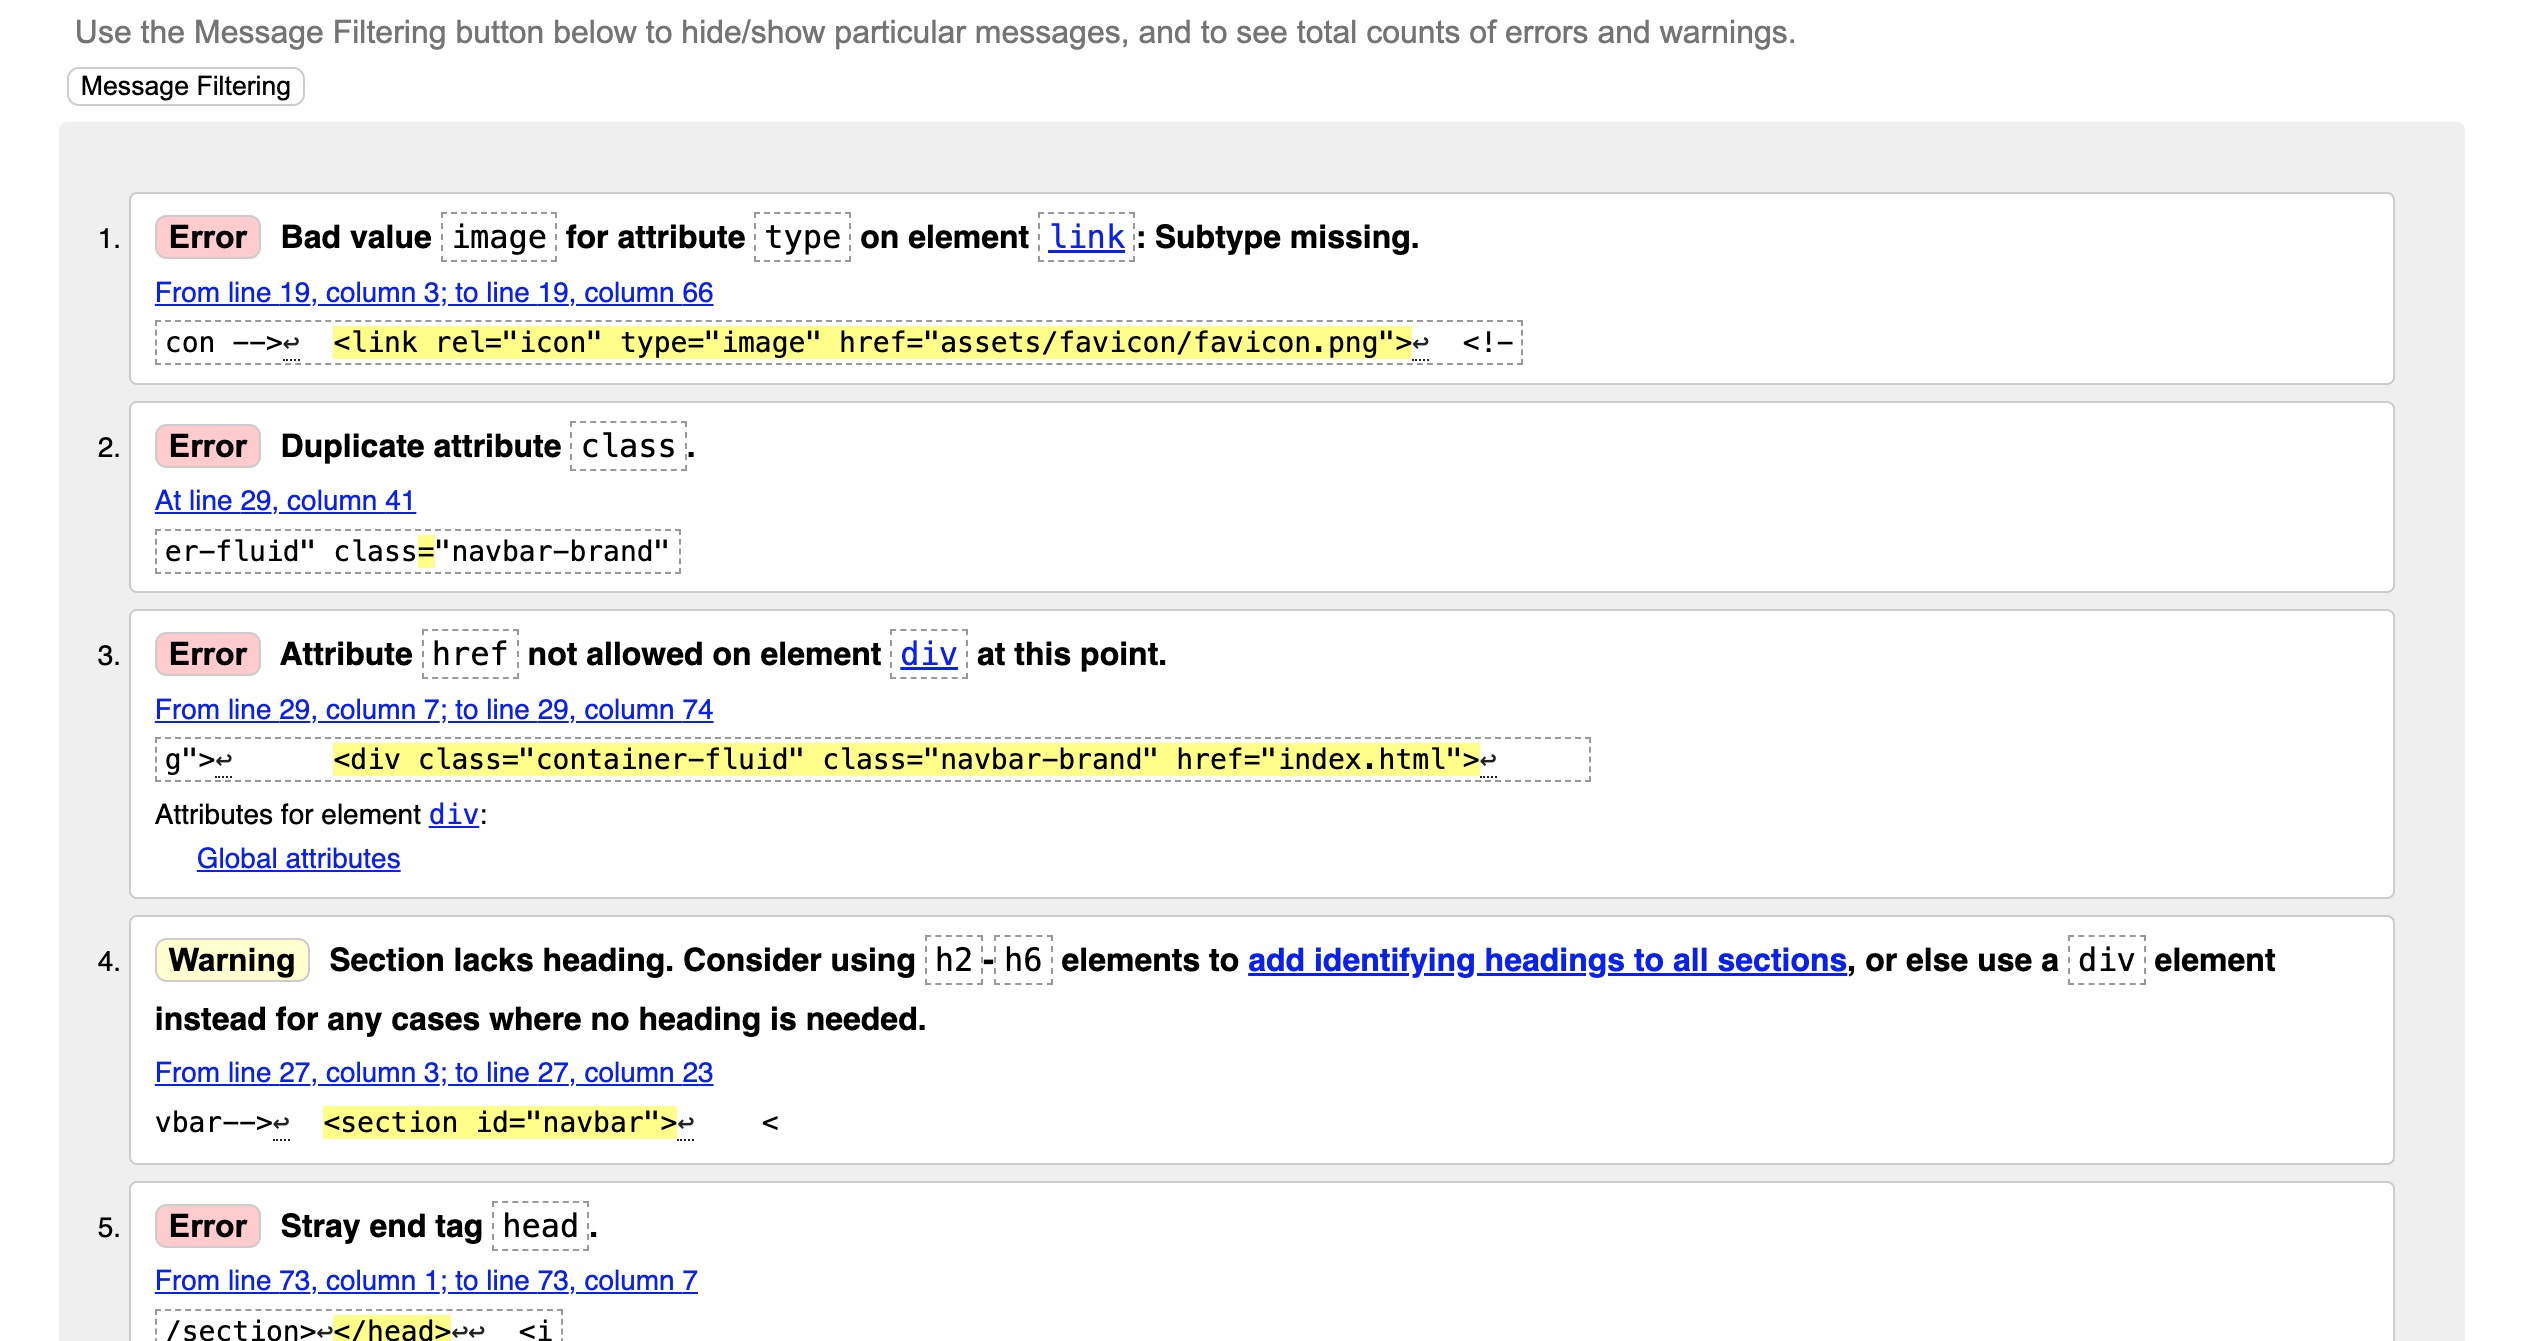 Use the Message Filtering button below to hide/show particular messages, and to see total counts of errors and warnings.
Message Filtering
1. Error Bad value image for attribute type on element link: Subtype missing.
From line 19, column 3; to line 19, column 66
con -->↩ <link rel="icon" type="image" href="assets/favicon/favicon.png">↩ <!-
2. Error Duplicate attribute class.
At line 29, column 41
er-fluid" class="navbar-brand"
3. Error Attribute href not allowed on element div at this point.
From line 29, column 7; to line 29, column 74
g">↩ <div class="container-fluid" class="navbar-brand" href="index.html">↩
Attributes for element div:
Global attributes
4. Warning Section lacks heading. Consider using h2-h6 elements to add identifying headings to all sections, or else use a div element
instead for any cases where no heading is needed.
From line 27, column 3; to line 27, column 23
vbar-->↩ <section id="navbar">↩ <
5. Error Stray end tag head.
From line 73, column 1; to line 73, column 7
/section>↩</head>↩↩ <i